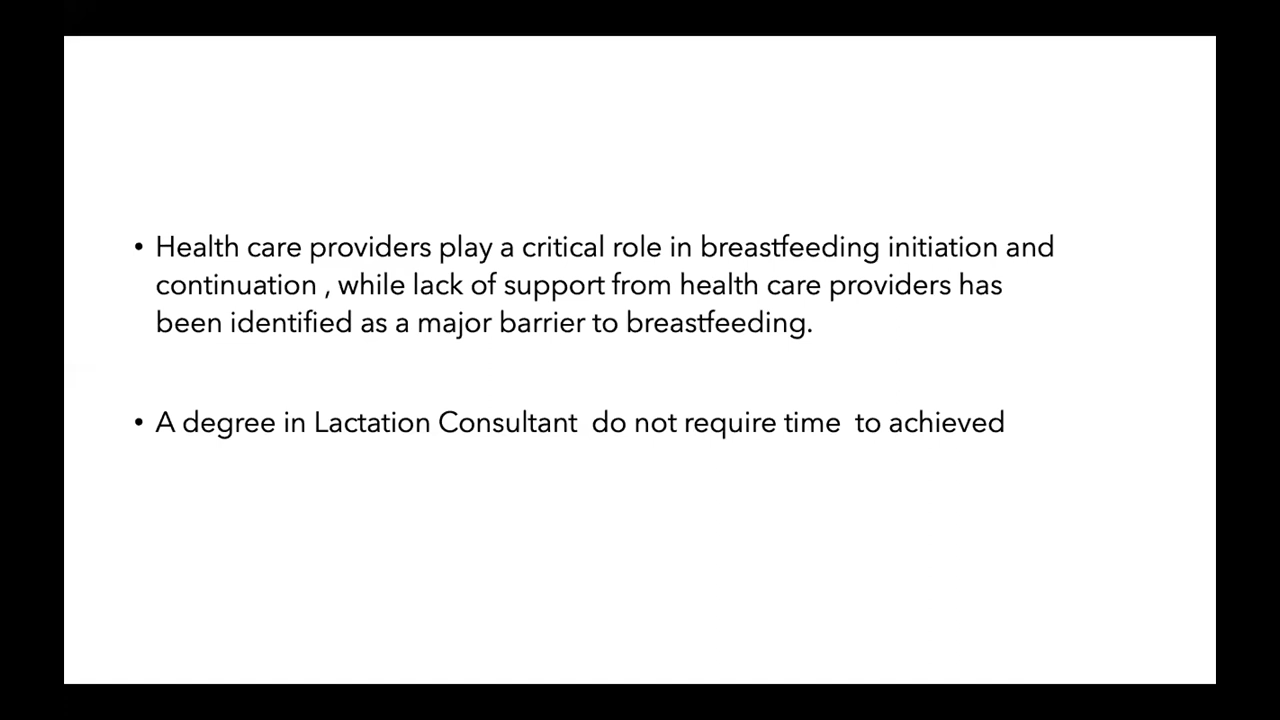 • Health care providers play a critical role in breastfeeding initiation and
continuation , while lack of support from health care providers has
been identified as a major barrier to breastfeeding.
• A degree in Lactation Consultant  do not require time  to achieved